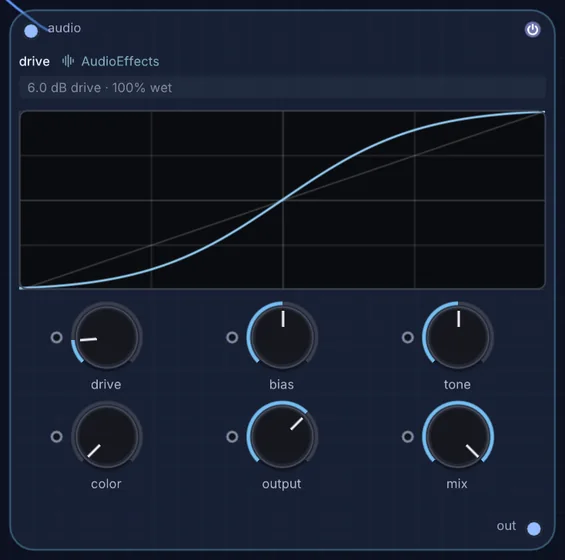 audio
drive AudioEffects
6.0 dB drive · 100% wet
drive bias tone
color output mix
out